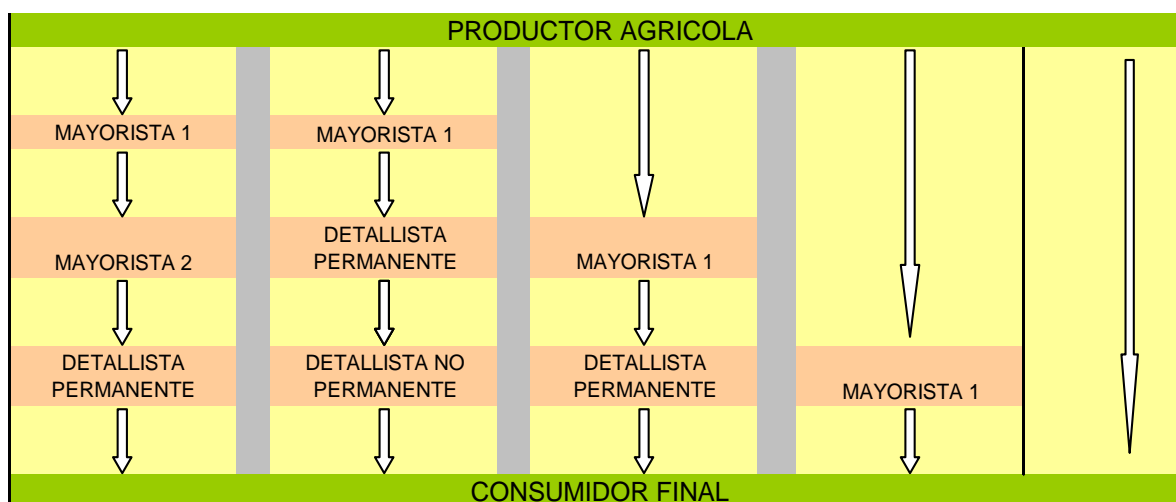 PRODUCTOR AGRICOLA
MAYORISTA 1
MAYORISTA 1
MAYORISTA 2
DETALLISTA
PERMANENTE
MAYORISTA 1
DETALLISTA
PERMANENTE
DETALLISTA NO
PERMANENTE
DETALLISTA
PERMANENTE
MAYORISTA 1
CONSUMIDOR FINAL